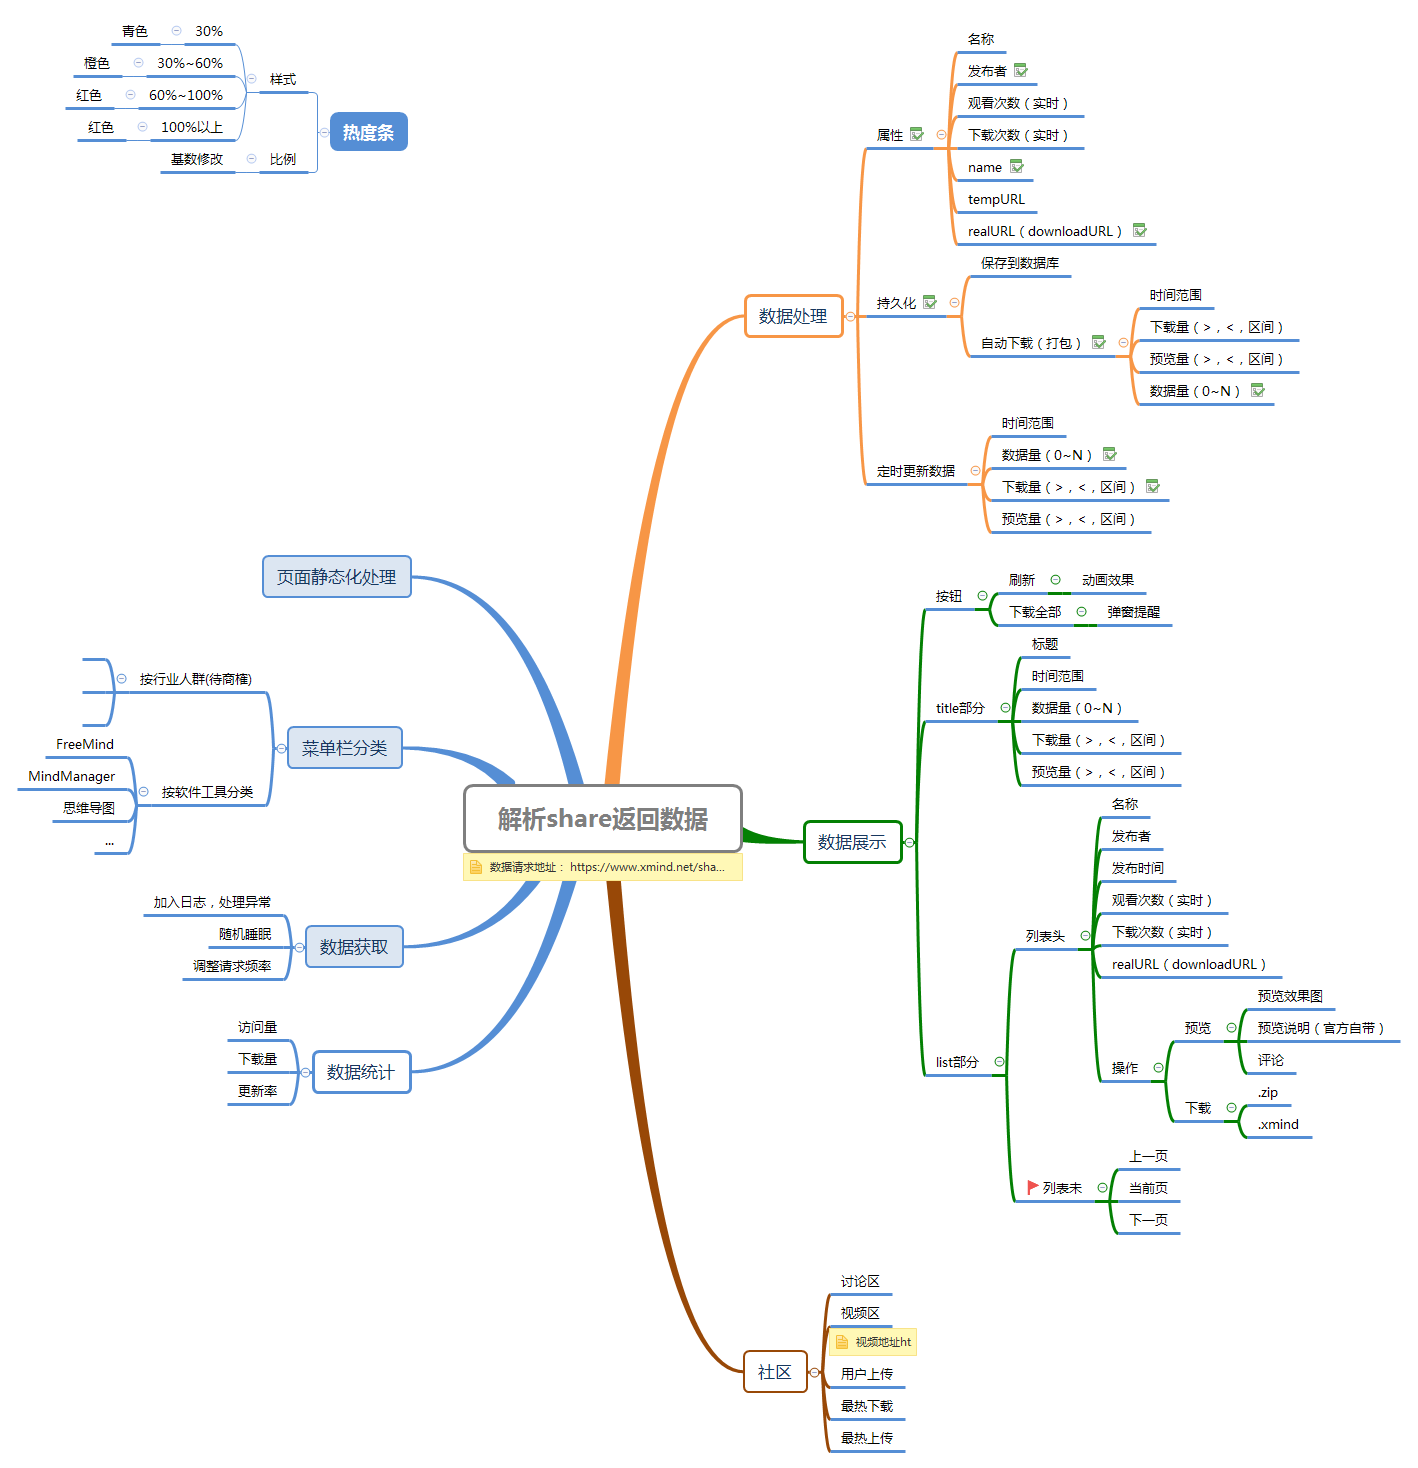 青色
30%
橙色
30%~60%
红色
60%~100%
红色
100%以上
样式
基数修改
比例
热度条
解析share返回数据
数据请求地址： https://www.xmind.net/sha...
数据处理
属性
名称
发布者
观看次数（实时）
下载次数（实时）
name
tempURL
realURL（downloadURL）
持久化
保存到数据库
自动下载（打包）
时间范围
下载量（>，<，区间）
预览量（>，<，区间）
数据量（0~N）
定时更新数据
时间范围
数据量（0~N）
下载量（>，<，区间）
预览量（>，<，区间）
数据展示
按钮
刷新
动画效果
下载全部
弹窗提醒
title部分
标题
时间范围
数据量（0~N）
下载量（>，<，区间）
预览量（>，<，区间）
list部分
列表头
名称
发布者
发布时间
观看次数（实时）
下载次数（实时）
realURL（downloadURL）
操作
预览
预览效果图
预览说明（官方自带）
评论
下载
.zip
.xmind
列表未
上一页
当前页
下一页
社区
讨论区
视频区
视频地址ht
用户上传
最热下载
最热上传
页面静态化处理
菜单栏分类
按行业人群(待商榷)
按软件工具分类
FreeMind
MindManager
思维导图
...
数据获取
加入日志，处理异常
随机睡眠
调整请求频率
数据统计
访问量
下载量
更新率